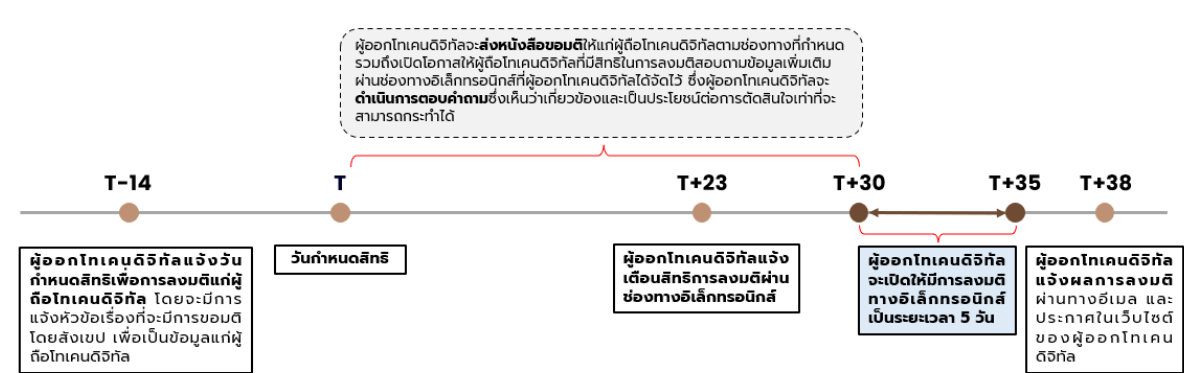 ผู้ออกโทเคนดิจิทัลจะส่งหนังสือขอมติให้แก่ผู้ถือโทเคนดิจิทัลตามช่องทางที่กำหนด
รวมถึงเปิดโอกาสให้ผู้ถือโทเคนดิจิทัลที่มีสิทธิในการลงมติสอบถามข้อมูลเพิ่มเติม
ผ่านช่องทางอิเล็กทรอนิกส์ที่ผู้ออกโทเคนดิจิทัลได้จัดไว้ ซึ่งผู้ออกโทเคนดิจิทัลจะ
ดำเนินการตอบคำถามซึ่งเห็นว่าเกี่ยวข้องและเป็นประโยชน์ต่อการตัดสินใจเท่าที่จะ
สามารถกระทำได้
T-14
T
T+23
T+30
T+35
T+38
ผู้ออกโทเคนดิจิทัลแจ้งวัน
กำหนดสิทธิเพื่อการลงมติแก่ผู้
ถือโทเคนดิจิทัล โดยจะมีการ
แจ้งหัวข้อเรื่องที่จะมีการขอมติ
โดยสังเขป เพื่อเป็นข้อมูลแก่ผู้
ถือโทเคนดิจิทัล
วันกำหนดสิทธิ
ผู้ออกโทเคนดิจิทัลแจ้ง
เตือนสิทธิการลงมติผ่าน
ช่องทางอิเล็กทรอนิกส์
ผู้ออกโทเคนดิจิทัล
จะเปิดให้มีการลงมติ
ทางอิเล็กทรอนิกส์
เป็นระยะเวลา 5 วัน
ผู้ออกโทเคนดิจิทัล
แจ้งผลการลงมติ
ผ่านทางอีเมล และ
ประกาศในเว็บไซต์
ของผู้ออกโทเคน
ดิจิทัล